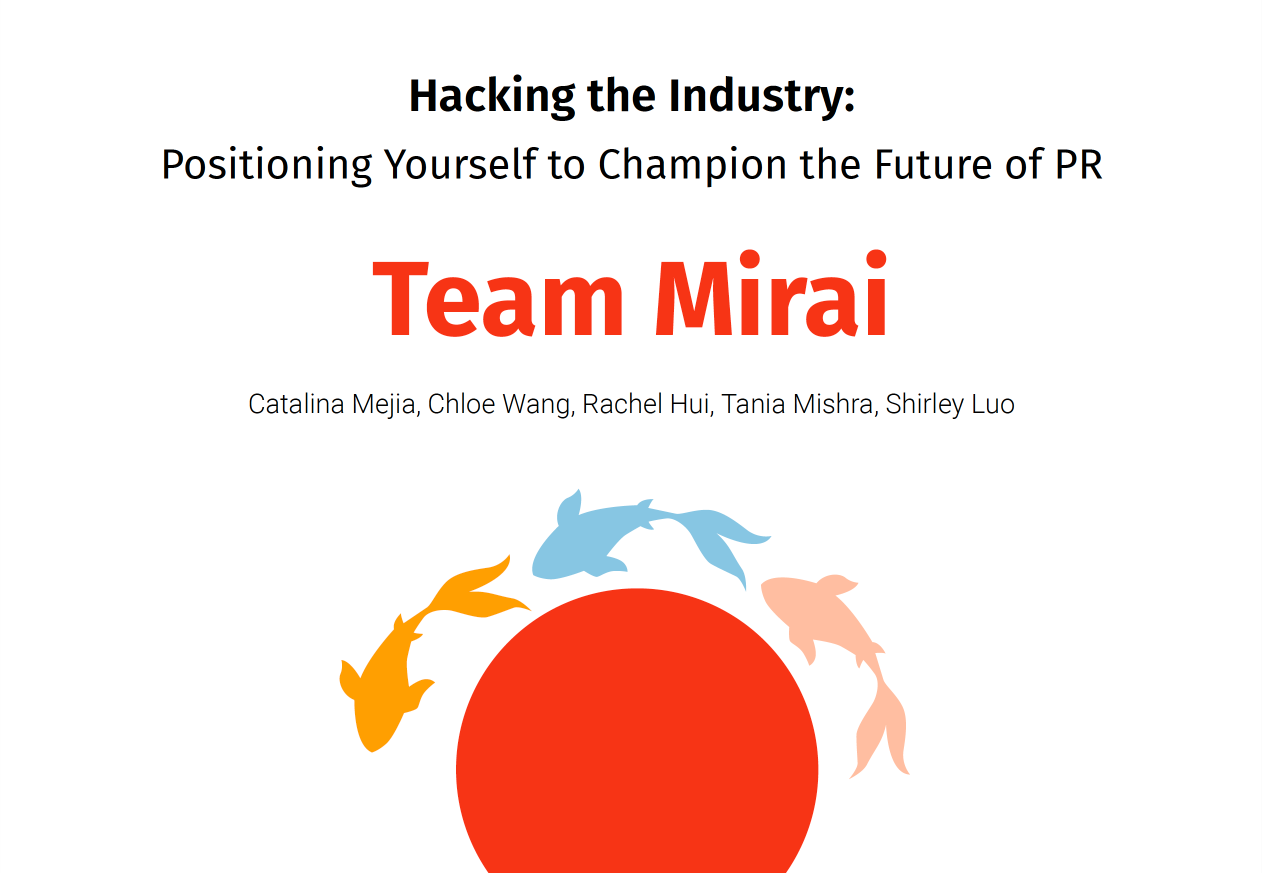 Hacking the Industry:
Positioning Yourself to Champion the Future of PR
Team Mirai
Catalina Mejia, Chloe Wang, Rachel Hui, Tania Mishra, Shirley Luo